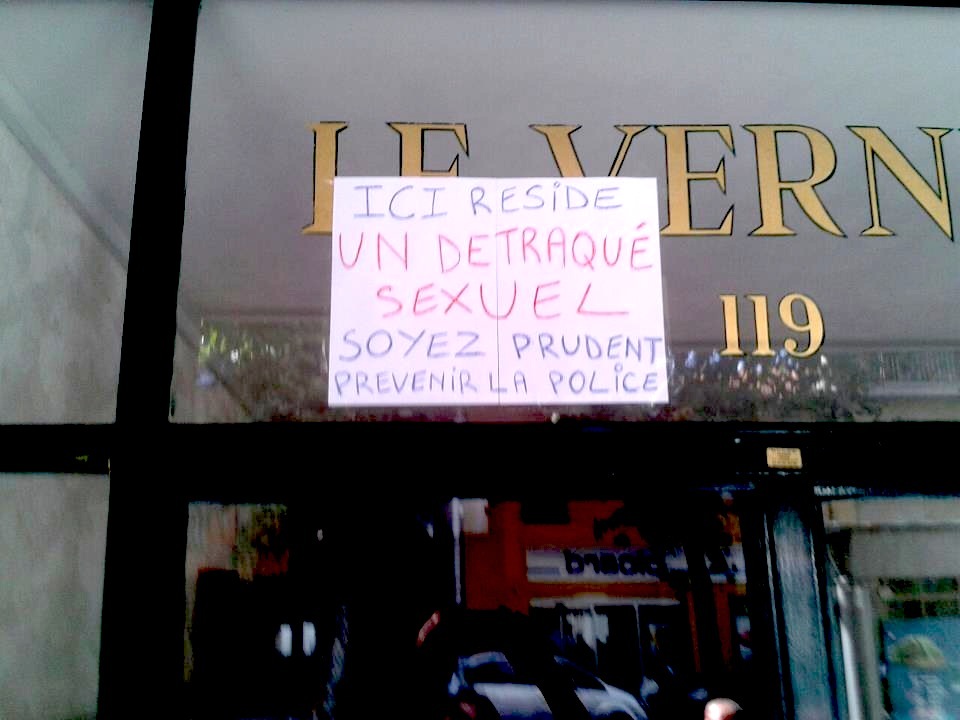 LE VERN
ICI RESIDE
UN DETRAQUÉ
SEXUEL
SOYEZ PRUDENT
PREVENIR LA POLICE
119